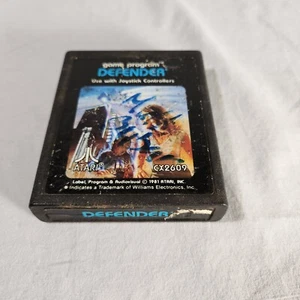 game program™
DEFENDER
Use with Joystick Controllers
ATARI®
CX2609
Label, Program & Audiovisual © 1981 ATARI, INC.
Indicates a Trademark of Williams Electronics, Inc.
DEFENDER